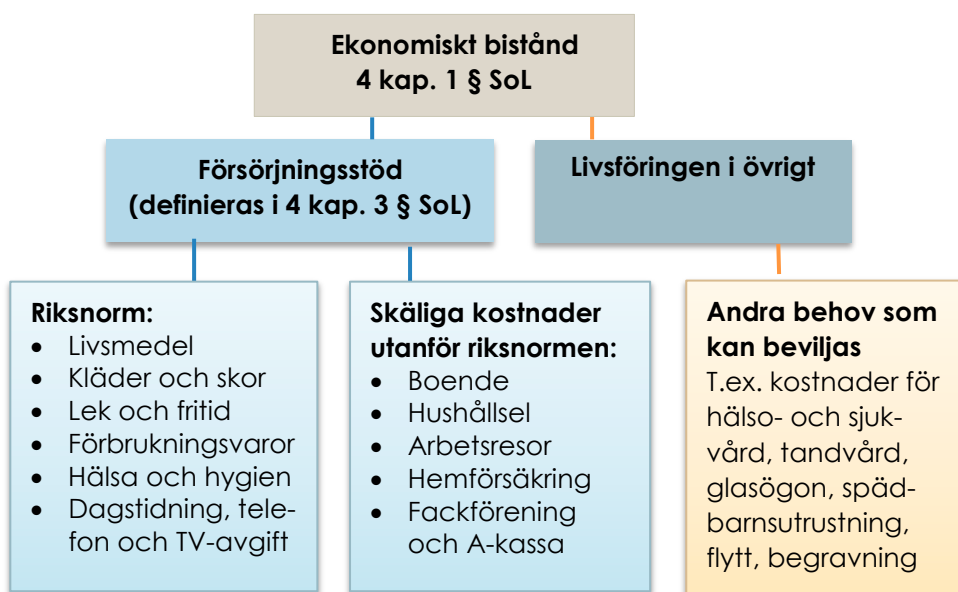 Ekonomiskt bistånd
4 kap. 1 § SoL
Försörjningsstöd
(definieras i 4 kap. 3 § SoL)
Livsföringen i övrigt
Riksnorm:
• Livsmedel
• Kläder och skor
• Lek och fritid
• Förbrukningsvaror
• Hälsa och hygien
• Dagstidning, tele-
fon och TV-avgift
Skäliga kostnader
utanför riksnormen:
• Boende
• Hushållsel
• Arbetsresor
• Hemförsäkring
• Fackförening
och A-kassa
Andra behov som
kan beviljas
T.ex. kostnader för
hälso- och sjuk-
vård, tandvård,
glasögon, späd-
barnsutrustning,
flytt, begravning